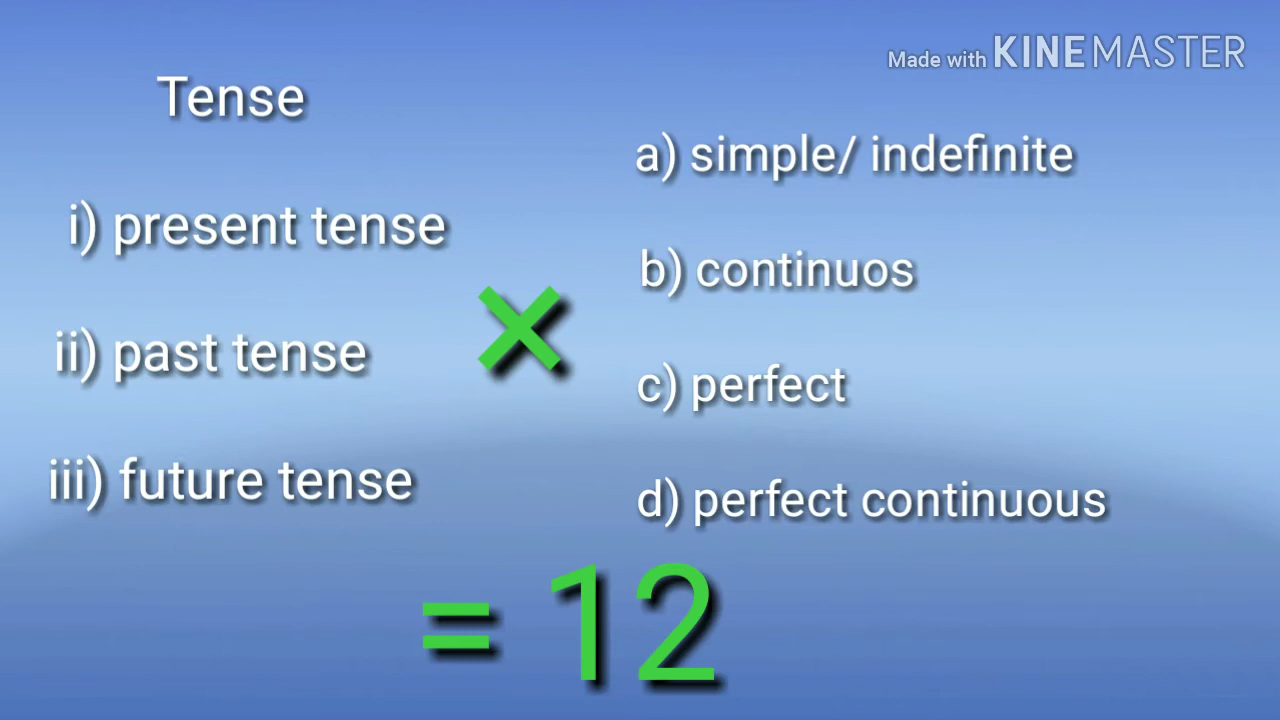 Made with KINEMASTER
Tense
i) present tense
ii) past tense
iii) future tense
×
a) simple/ indefinite
b) continuos
c) perfect
d) perfect continuous
= 12